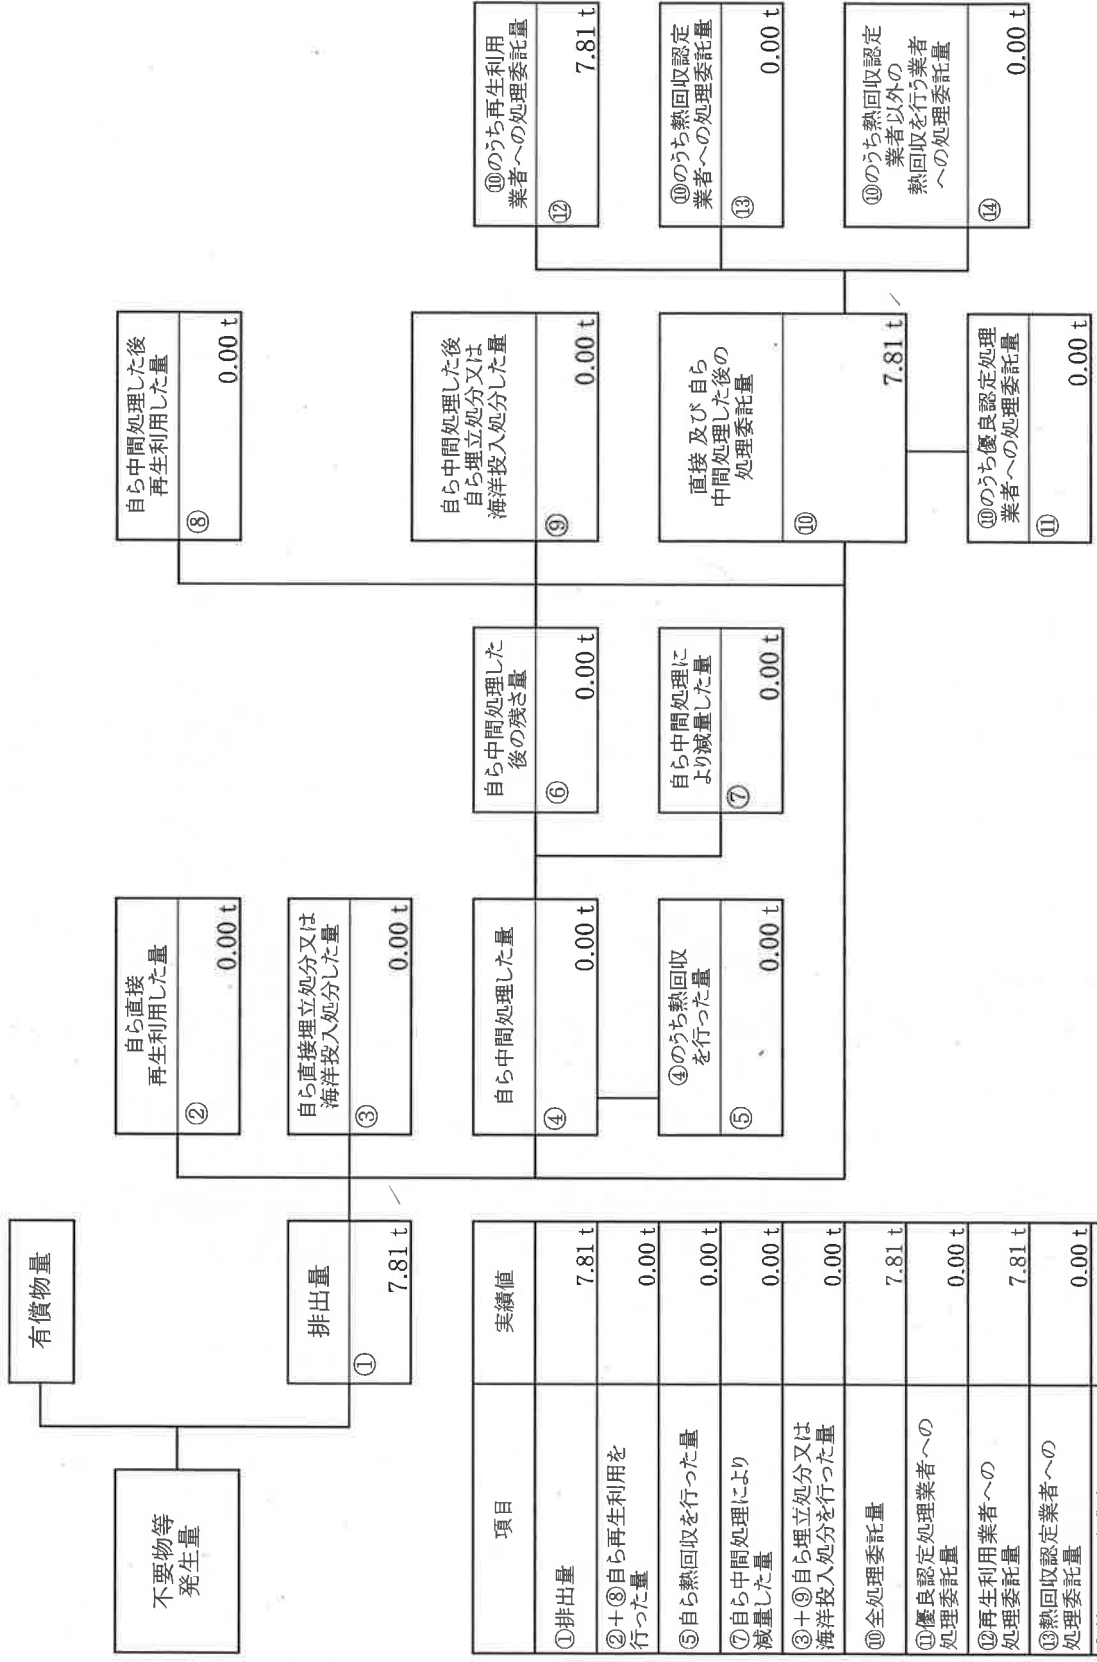 不要物等
発生量
有償物量
排出量
①
7.81 t
自ら直接
再生利用した量
②
0.00 t
自ら直接埋立処分又は
海洋投入処分した量
③
0.00 t
自ら中間処理した量
④
0.00 t
④のうち熱回収
を行った量
⑤
0.00 t
自ら中間処理した
後の残さ量
⑥
0.00 t
自ら中間処理に
より減量した量
⑦
0.00 t
自ら中間処理した後
再生利用した量
⑧
0.00 t
自ら中間処理した後
自ら埋立処分又は
海洋投入処分した量
⑨
0.00 t
直接 及び 自ら
中間処理した後の
処理委託量
⑩
7.81 t
⑩のうち優良認定処理
業者への処理委託量
⑪
0.00 t
⑩のうち再生利用
業者への処理委託量
⑫
7.81 t
⑩のうち熱回収認定
業者への処理委託量
⑬
0.00 t
⑩のうち熱回収認定
業者以外の
熱回収を行う業者
への処理委託量
⑭
0.00 t
項目
実績値
①排出量
7.81 t
②＋⑧自ら再生利用を
行った量
0.00 t
⑤自ら熱回収を行った量
0.00 t
⑦自ら中間処理により
減量した量
0.00 t
③＋⑨自ら埋立処分又は
海洋投入処分を行った量
0.00 t
⑩全処理委託量
7.81 t
⑪優良認定処理業者への
処理委託量
0.00 t
⑫再生利用業者への
処理委託量
7.81 t
⑬熱回収認定業者への
処理委託量
0.00 t